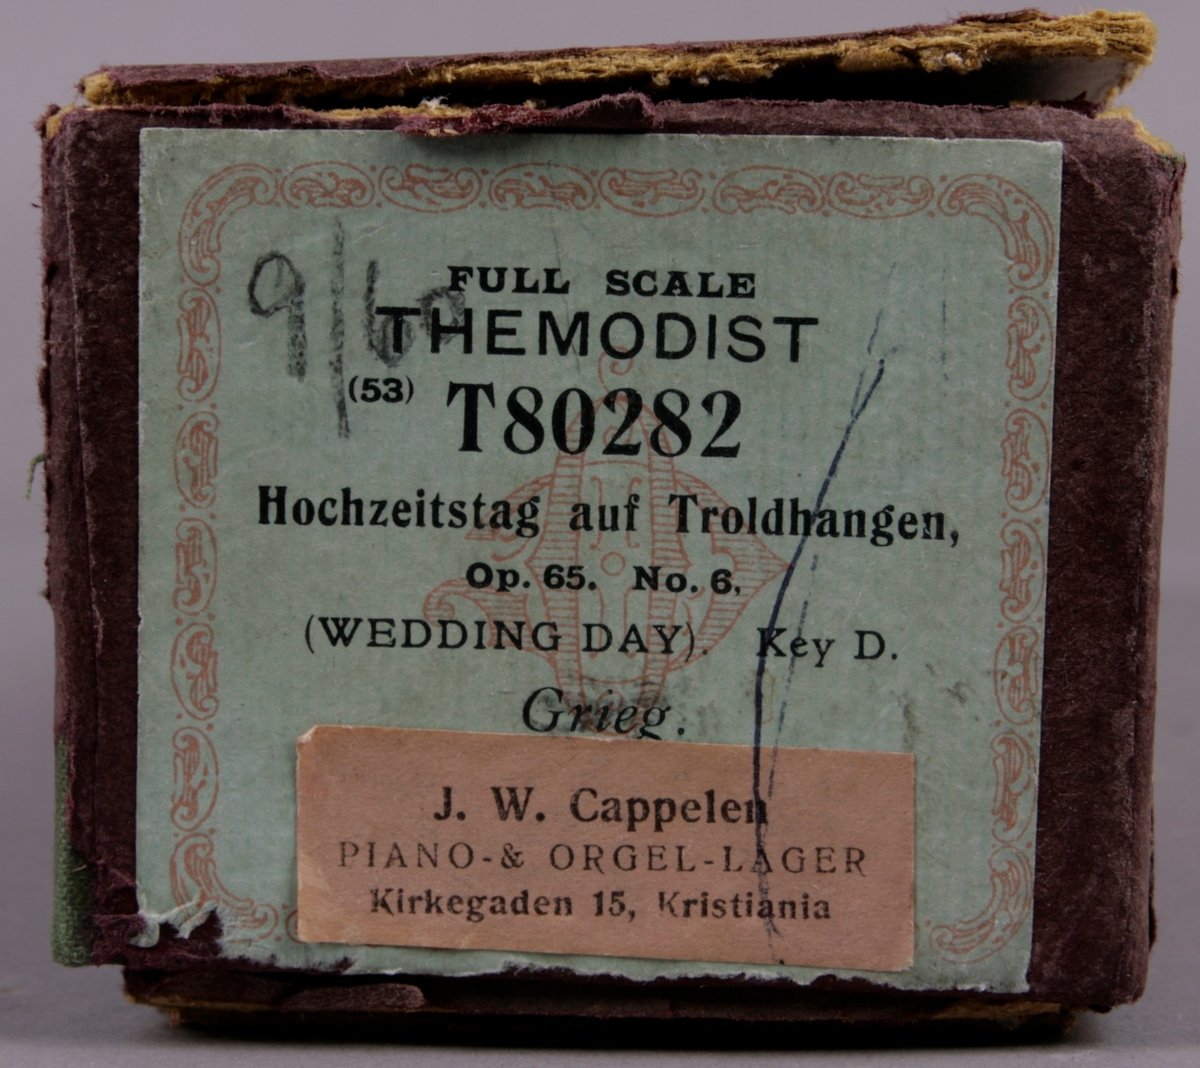 9/60
FULL SCALE
THEMODIST
(53) T80282
Hochzeitstag auf Troldhangen,
Op. 65. No. 6,
(WEDDING DAY). Key D.
Grieg.
J. W. Cappelen
PIANO-& ORGEL-LAGER
Kirkegaden 15, Kristiania